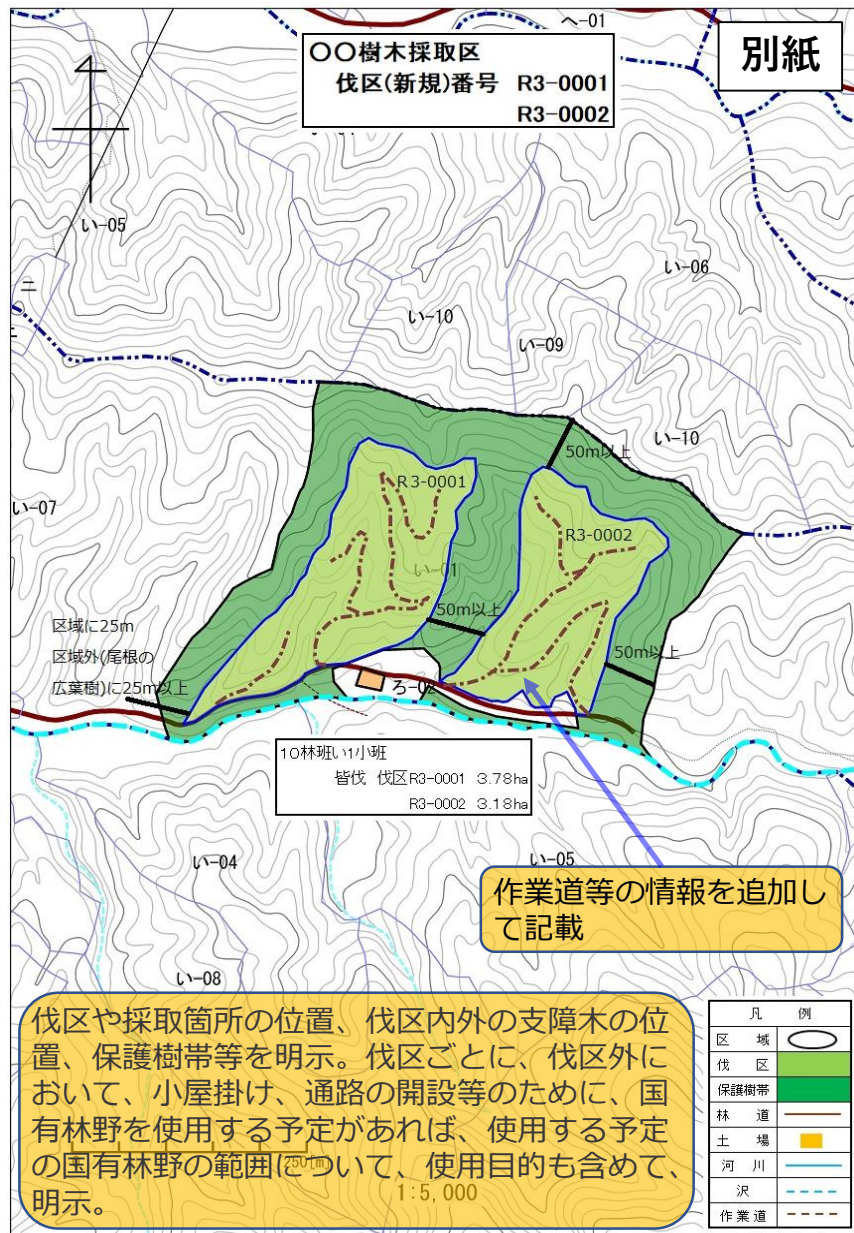 へ-01
〇〇樹木採取区
伐区(新規)番号 R3-0001
R3-0002
別紙
い-05
い-06
ニ
い-10
い-09
い-10
50m以上
R3-0001
い-07
R3-0002
い-01
50m以上
区域に25m
区域外(尾根の
広葉樹)に25m以上
50m以上
ろ-02
10林班い1小班
皆伐 伐区R3-0001 3.78ha
R3-0002 3.18ha
い-04
い-05
作業道等の情報を追加し
て記載
い-08
伐区や採取箇所の位置、伐区内外の支障木の位
置、保護樹帯等を明示。伐区ごとに、伐区外に
おいて、小屋掛け、通路の開設等のために、国
有林野を使用する予定があれば、使用する予定
の国有林野の範囲について、使用目的も含めて、
明示。
250[m]
1:5,000
凡 例
区 域
伐 区
保護樹帯
林 道
土 場
河 川
沢
作業道